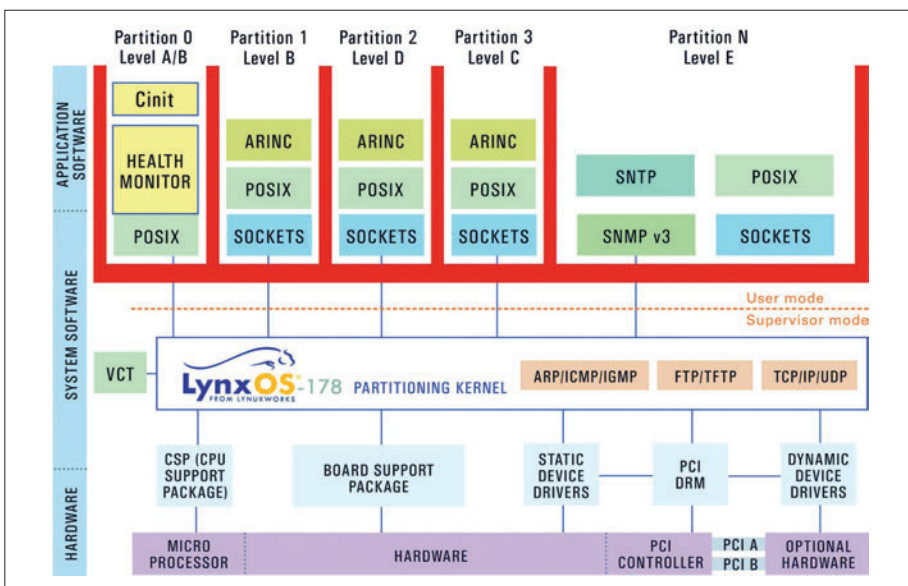 Partition 0
Level A/B
Partition 1
Level B
Partition 2
Level D
Partition 3
Level C
Partition N
Level E
APPLICATION
SOFTWARE
Cinit
HEALTH
MONITOR
POSIX
ARINC
POSIX
SOCKETS
ARINC
POSIX
SOCKETS
ARINC
POSIX
SOCKETS
SNTP
POSIX
SNMP v3
SOCKETS
SYSTEM SOFTWARE
User mode
Supervisor mode
VCT
LynxOS®-178
FROM LYNUXWORKS
PARTITIONING KERNEL
ARP/ICMP/IGMP
FTP/TFTP
TCP/IP/UDP
CSP (CPU
SUPPORT
PACKAGE)
BOARD SUPPORT
PACKAGE
STATIC
DEVICE
DRIVERS
PCI
DRM
DYNAMIC
DEVICE
DRIVERS
HARDWARE
MICRO
PROCESSOR
HARDWARE
PCI
CONTROLLER
PCI A
PCI B
OPTIONAL
HARDWARE